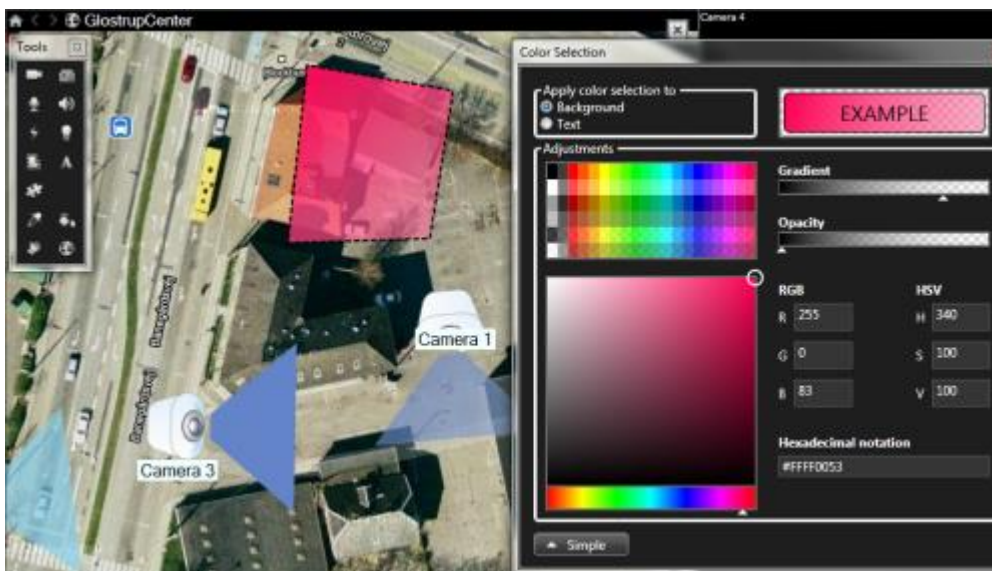 GlostrupCenter
Camera 4
Tools
Color Selection
Apply color selection to
Background
Text
EXAMPLE
Adjustments
Gradient
Opacity
RGB
HSV
R 255
H 340
G 0
S 100
B 83
V 100
Hexadecimal notation
#FFFF0053
Simple
A
Camera 1
Camera 3